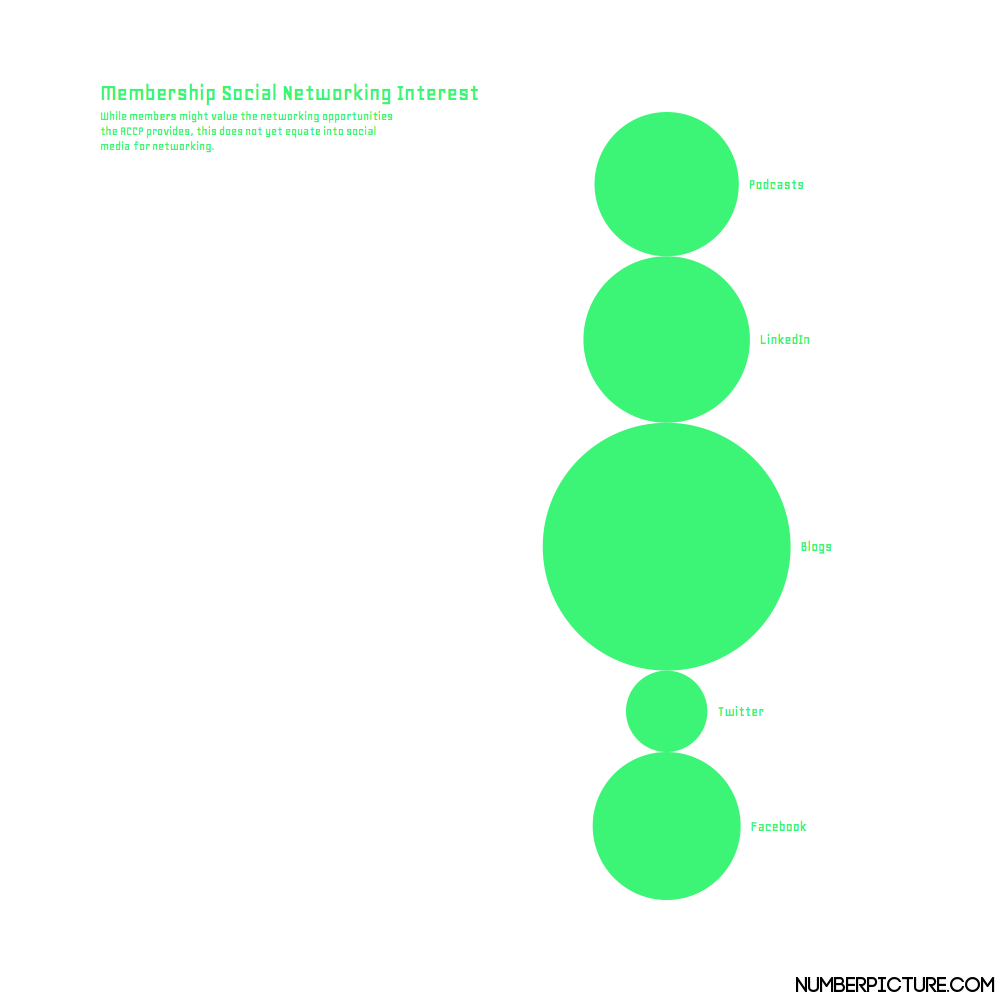 Membership Social Networking Interest
While members might value the networking opportunities
the ACCP provides, this does not yet equate into social
media for networking.
Podcasts
LinkedIn
Blogs
Twitter
Facebook
NUMBERPICTURE.COM